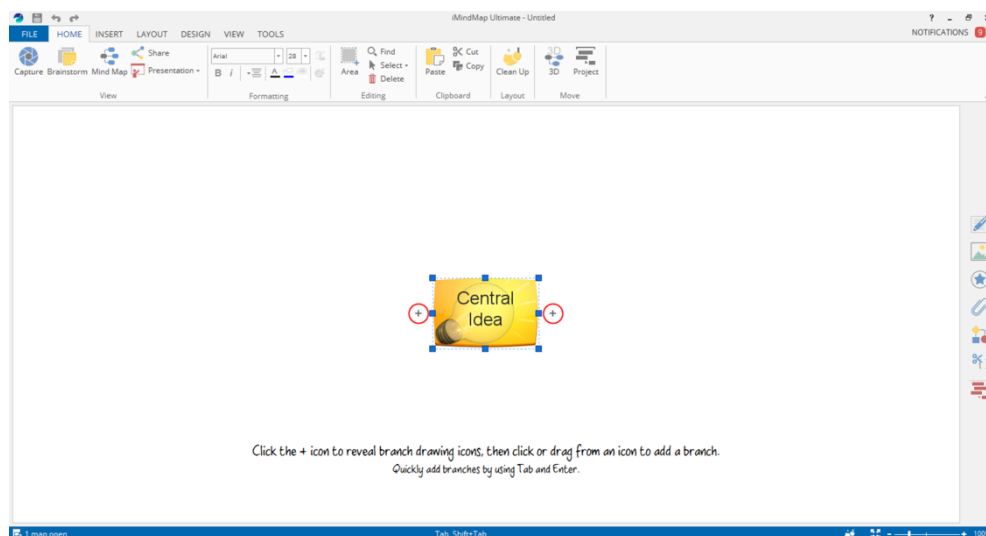 iMindMap Ultimate - Untitled
?
FILE HOME INSERT LAYOUT DESIGN VIEW TOOLS
NOTIFICATIONS 9
Capture Brainstorm Mind Map Share Presentation
Arial 28
B I A
Area Find Select Delete
Paste Cut Copy
Clean Up
3D 3D Project
View Formatting Editing Clipboard Layout Move
Central
Idea
Click the + icon to reveal branch drawing icons, then click or drag from an icon to add a branch.
Quickly add branches by using Tab and Enter.
1 map open Tab, Shift+Tab 100